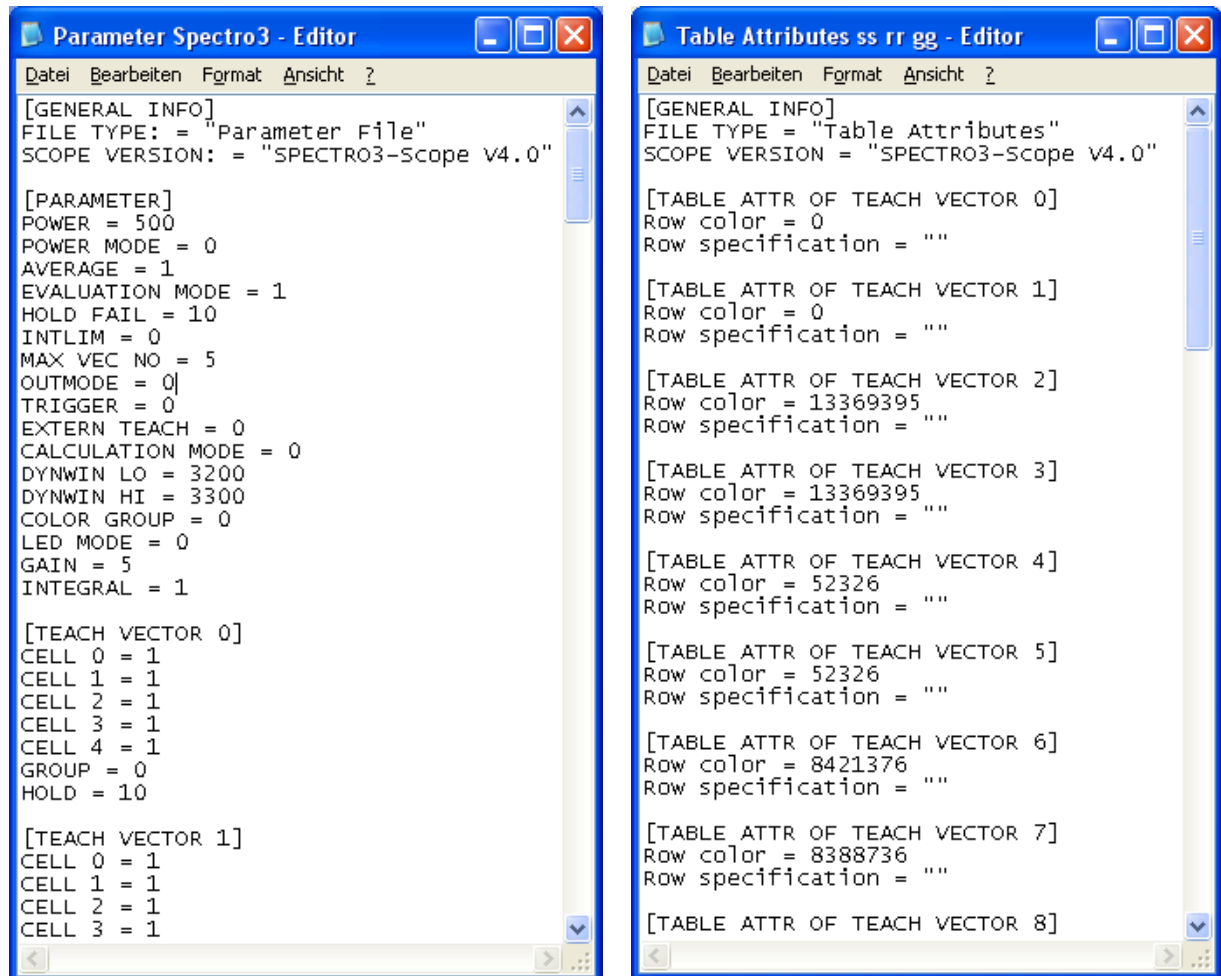 Parameter Spectro3 - Editor
Datei Bearbeiten Format Ansicht ?
[GENERAL INFO]
FILE TYPE: = "Parameter File"
SCOPE VERSION: = "SPECTRO3-Scope V4.0"
[PARAMETER]
POWER = 500
POWER MODE = 0
AVERAGE = 1
EVALUATION MODE = 1
HOLD FAIL = 10
INTLIM = 0
MAX VEC NO = 5
OUTMODE = 0
TRIGGER = 0
EXTERN TEACH = 0
CALCULATION MODE = 0
DYNWIN LO = 3200
DYNWIN HI = 3300
COLOR GROUP = 0
LED MODE = 0
GAIN = 5
INTEGRAL = 1
[TEACH VECTOR 0]
CELL 0 = 1
CELL 1 = 1
CELL 2 = 1
CELL 3 = 1
CELL 4 = 1
GROUP = 0
HOLD = 10
[TEACH VECTOR 1]
CELL 0 = 1
CELL 1 = 1
CELL 2 = 1
CELL 3 = 1
Table Attributes ss rr gg - Editor
Datei Bearbeiten Format Ansicht ?
[GENERAL INFO]
FILE TYPE = "Table Attributes"
SCOPE VERSION = "SPECTRO3-Scope V4.0"
[TABLE ATTR OF TEACH VECTOR 0]
Row color = 0
Row specification = ""
[TABLE ATTR OF TEACH VECTOR 1]
Row color = 0
Row specification = ""
[TABLE ATTR OF TEACH VECTOR 2]
Row color = 13369395
Row specification = ""
[TABLE ATTR OF TEACH VECTOR 3]
Row color = 13369395
Row specification = ""
[TABLE ATTR OF TEACH VECTOR 4]
Row color = 52326
Row specification = ""
[TABLE ATTR OF TEACH VECTOR 5]
Row color = 52326
Row specification = ""
[TABLE ATTR OF TEACH VECTOR 6]
Row color = 8421376
Row specification = ""
[TABLE ATTR OF TEACH VECTOR 7]
Row color = 8388736
Row specification = ""
[TABLE ATTR OF TEACH VECTOR 8]